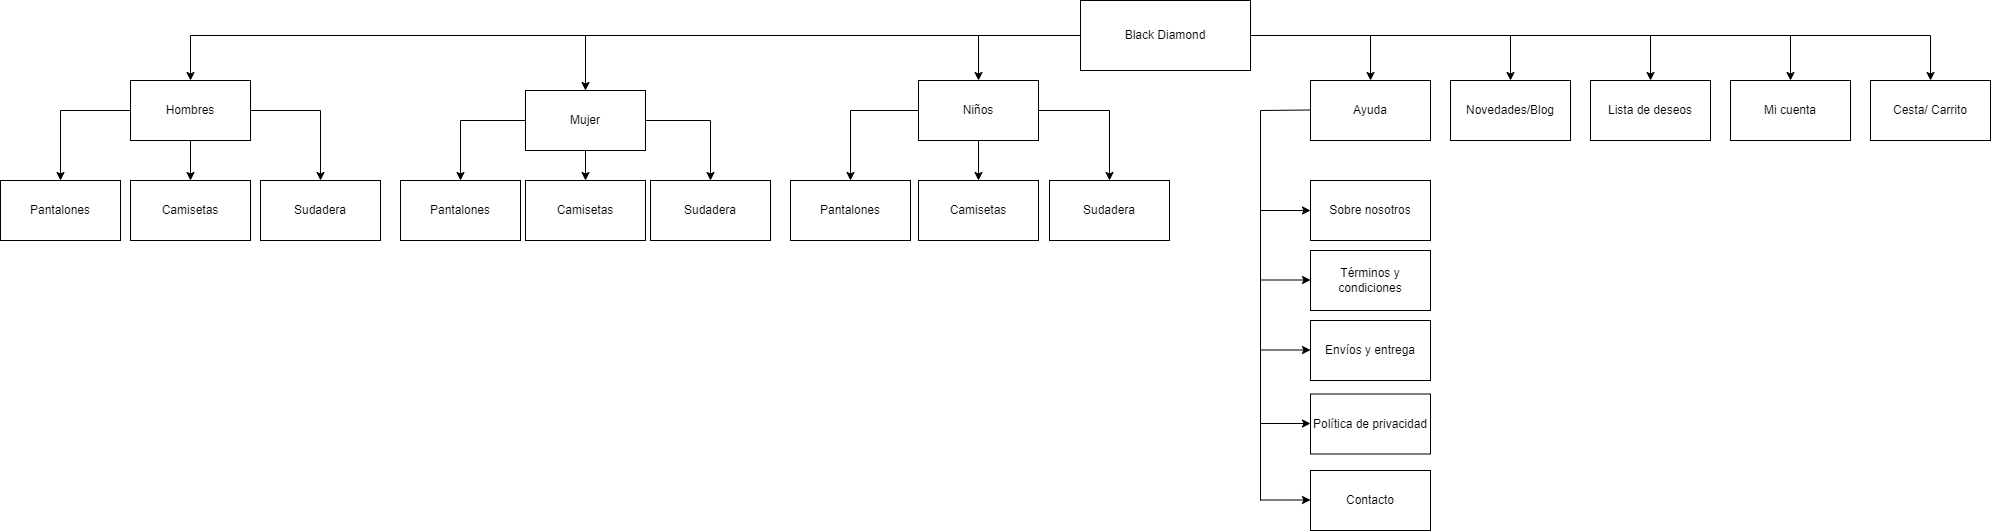 Black Diamond
Hombres
Mujer
Niños
Ayuda
Novedades/Blog
Lista de deseos
Mi cuenta
Cesta/ Carrito
Pantalones
Camisetas
Sudadera
Pantalones
Camisetas
Sudadera
Pantalones
Camisetas
Sudadera
Sobre nosotros
Términos y
condiciones
Envíos y entrega
Política de privacidad
Contacto